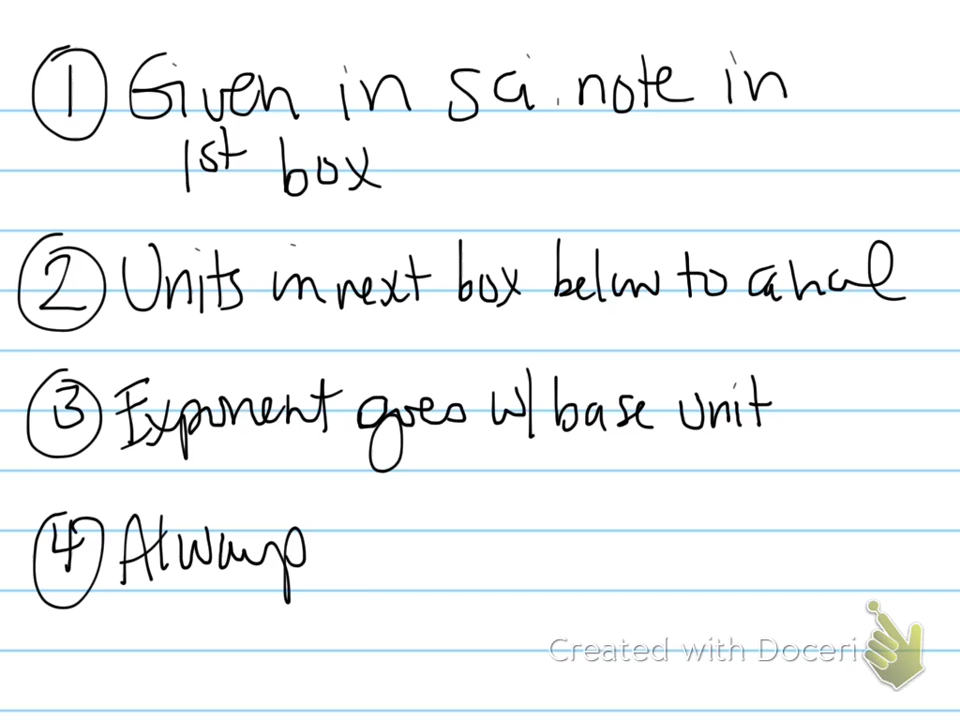 ① Given in sci. note in
1st box
② Units in next box below to cancel
③ Exponent goes w/ base unit
④ Always
Created with Doceri